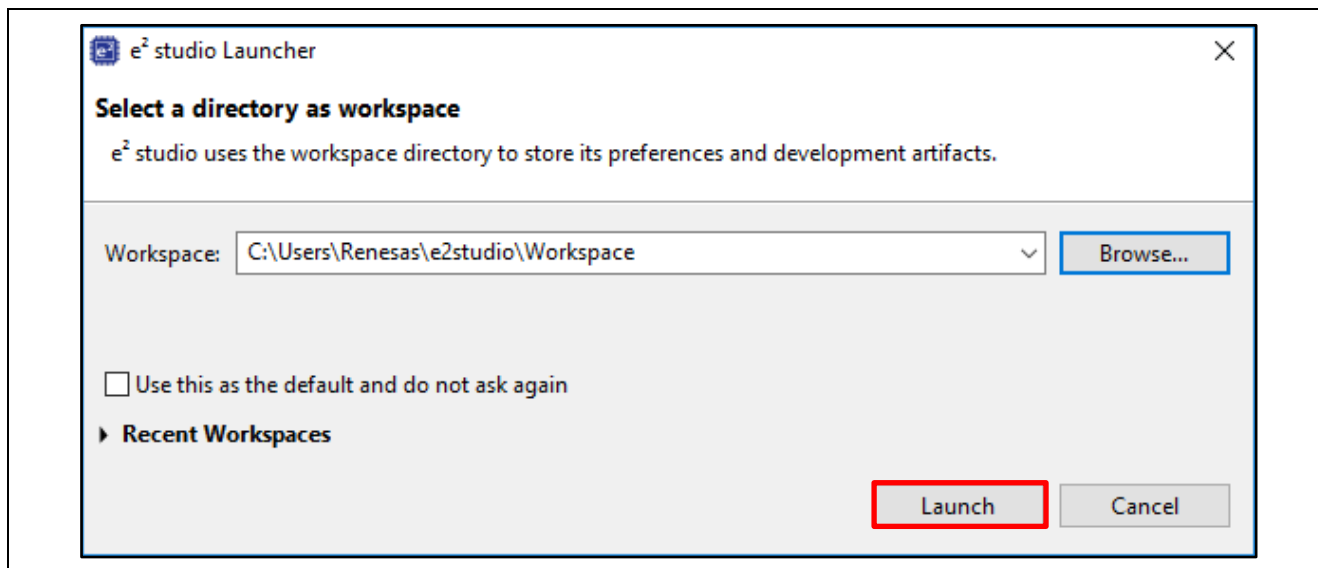 e² studio Launcher
Select a directory as workspace
e² studio uses the workspace directory to store its preferences and development artifacts.
Workspace: C:\Users\Renesas\e2studio\Workspace Browse...
Use this as the default and do not ask again
Recent Workspaces
Launch Cancel